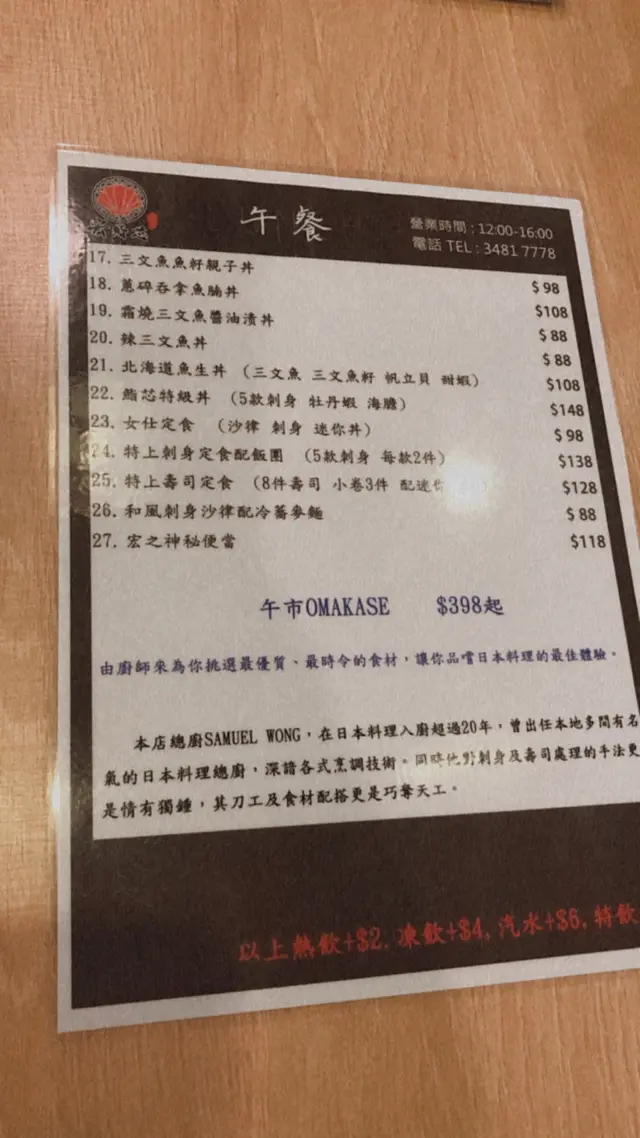 午餐
營業時間 : 12:00-16:00
電話 TEL : 3481 7778
17. 三文魚魚籽親子丼 $98
18. 蔥碎吞拿魚腩丼 $108
19. 霜燒三文魚醬油漬丼 $88
20. 辣三文魚丼 $88
21. 北海道魚生丼 (三文魚 三文魚籽 帆立貝 甜蝦) $108
22. 鮨芯特級丼 (5款刺身 牡丹蝦 海膽) $148
23. 女仕定食 (沙律 刺身 迷你丼) $98
24. 特上刺身定食配飯團 (5款刺身 每款2件) $138
25. 特上壽司定食 (8件壽司 小卷3件 配迷你 $128
26. 和風刺身沙律配冷蕎麥麵 $88
27. 宏之神秘便當 $118
午市OMAKASE $398起
由廚師來為你挑選最優質、最時令的食材，讓你品嚐日本料理的最佳體驗。
本店總廚SAMUEL WONG，在日本料理入廚超過20年，曾出任本地多間有名
氣的日本料理總廚，深諳各式烹調技術。同時他對刺身及壽司處理的手法更
是情有獨鍾，其刀工及食材配搭更是巧奪天工。
以上熱飲+$2, 凍飲+$4, 汽水+$6, 特飲